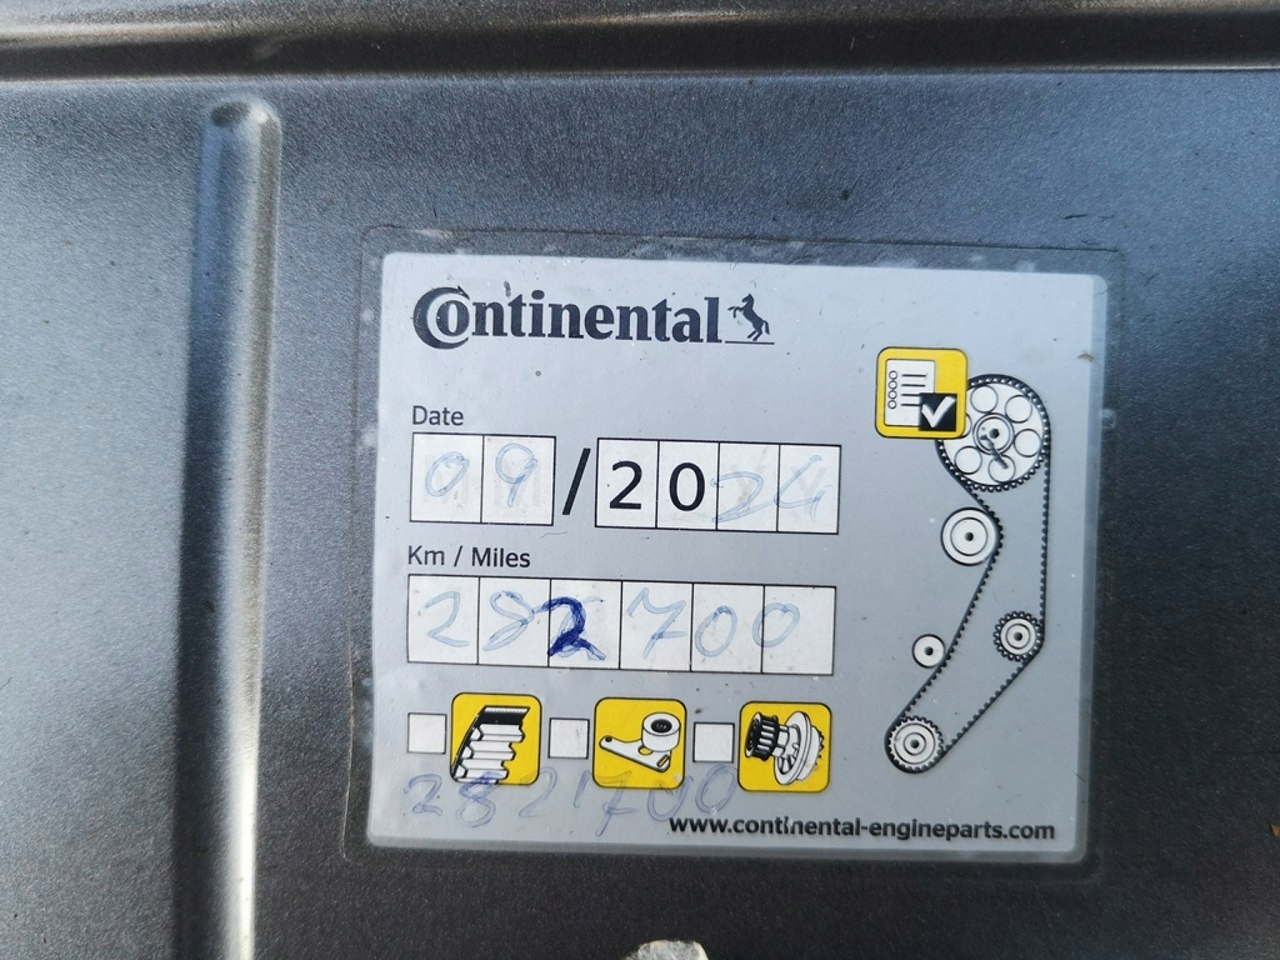 Continental
Date
09/2024
Km / Miles
282700
282700
www.continental-engineparts.com